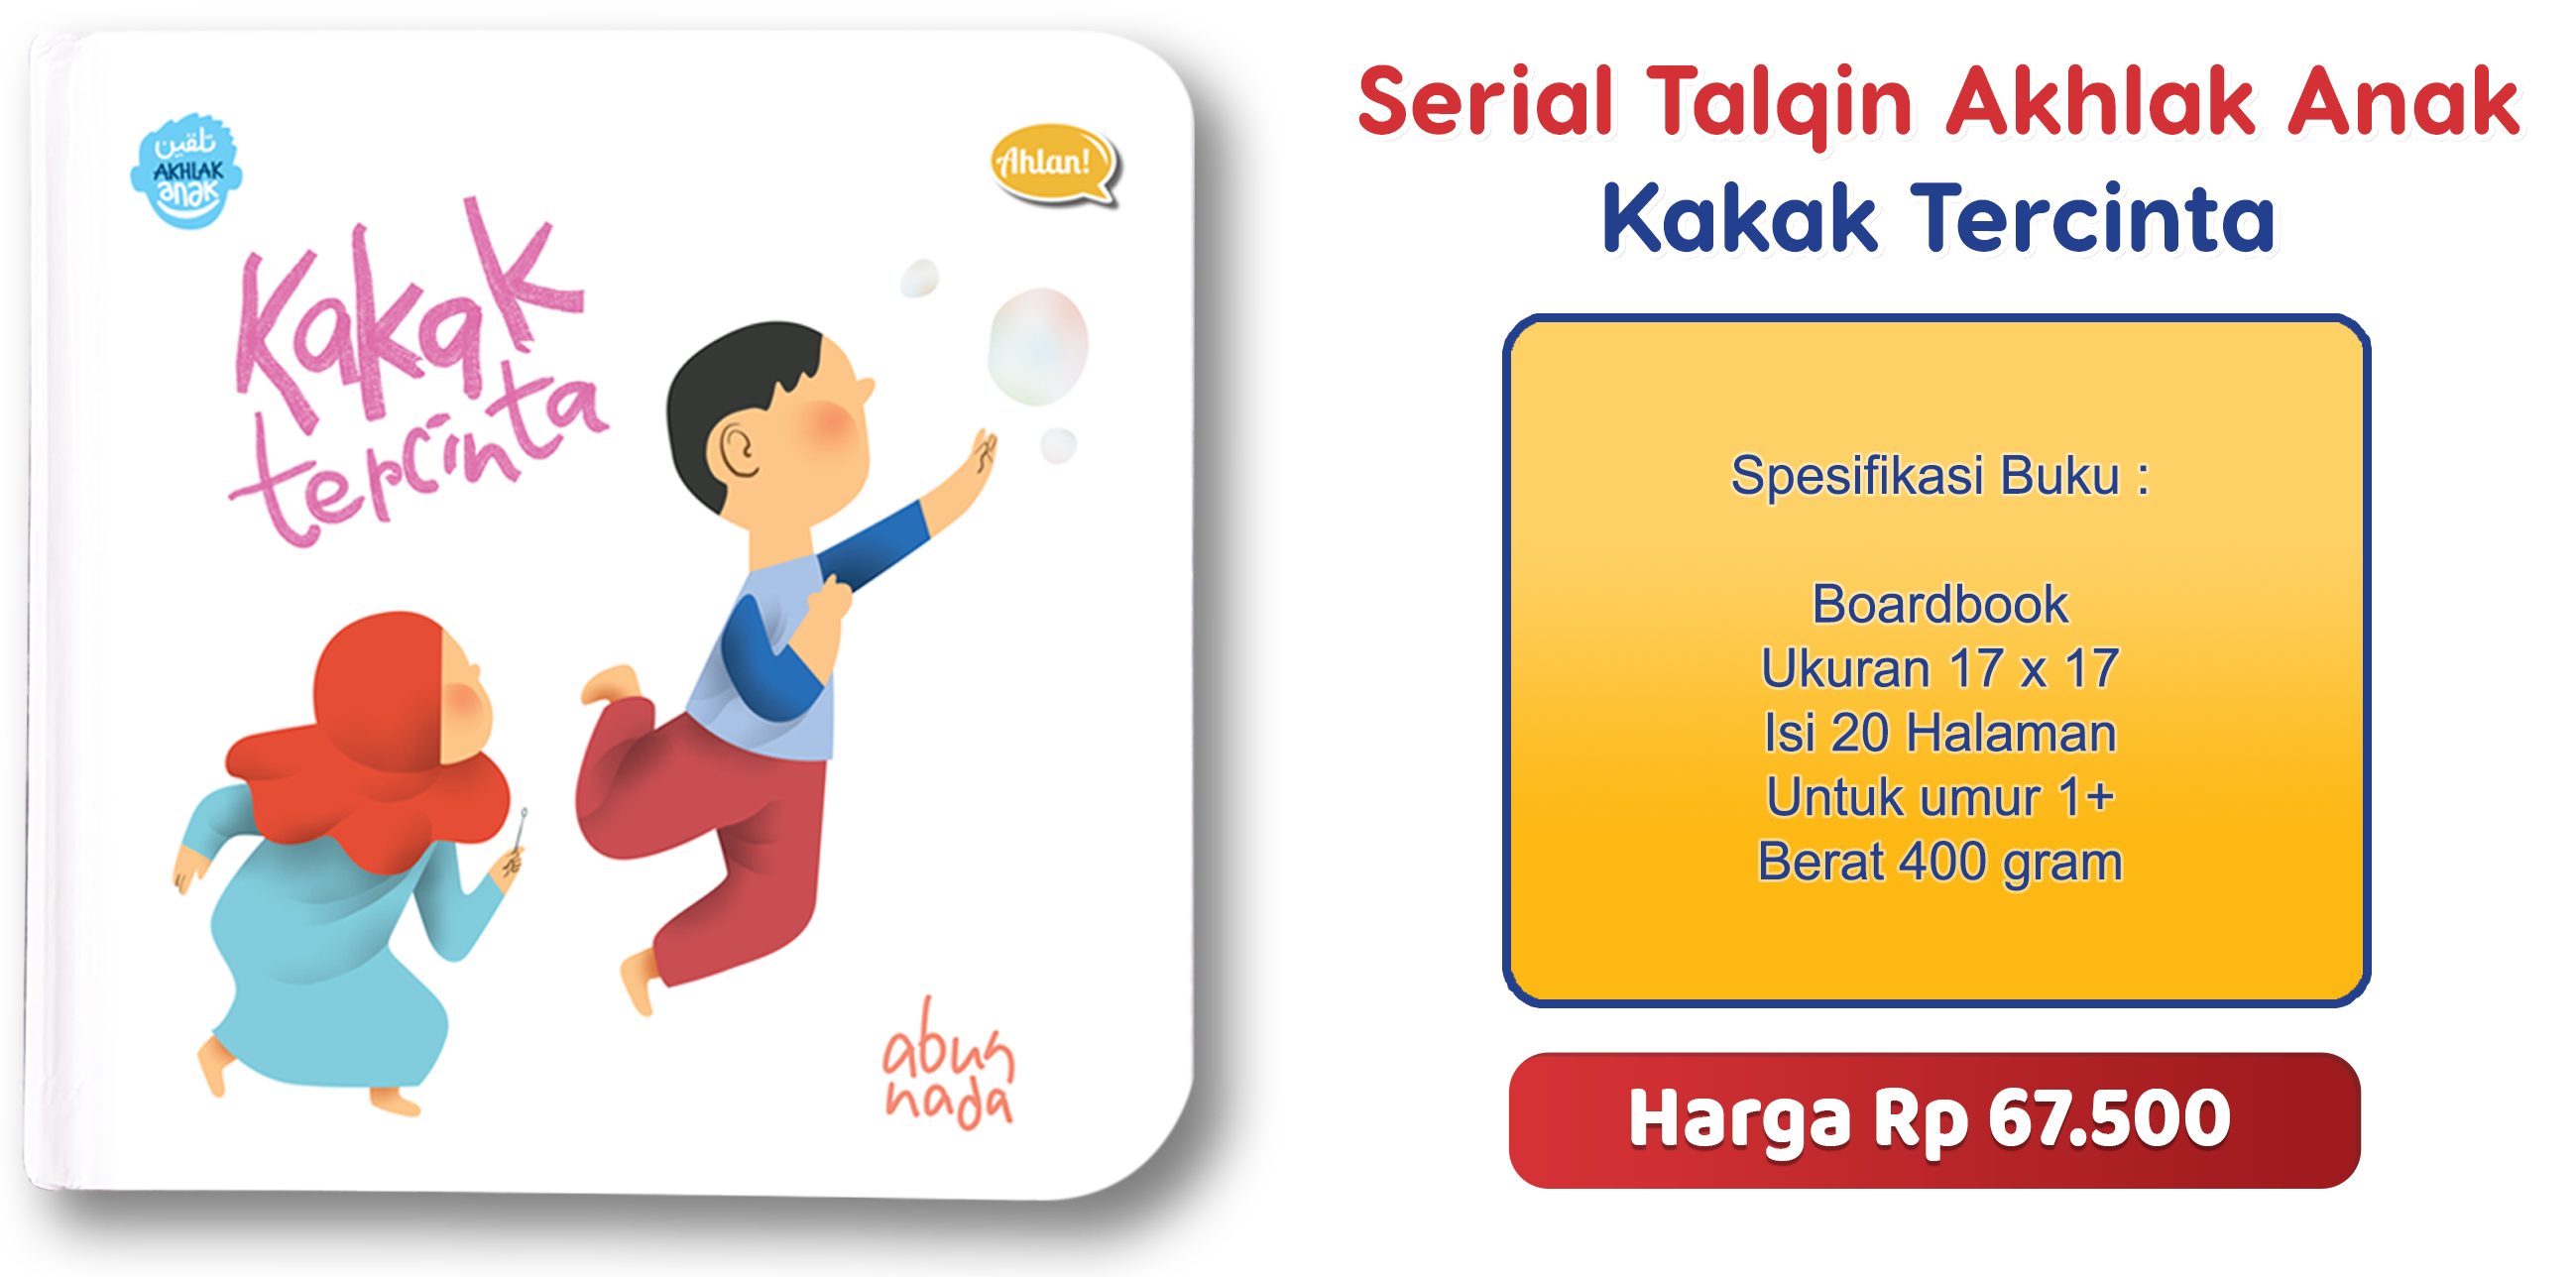 تلقين
AKHLAK
anak
Ahlan!
Kakak
tercinta
abun
nada
Serial Talqin Akhlak Anak
Kakak Tercinta
Spesifikasi Buku :
Boardbook
Ukuran 17 x 17
Isi 20 Halaman
Untuk umur 1+
Berat 400 gram
Harga Rp 67.500